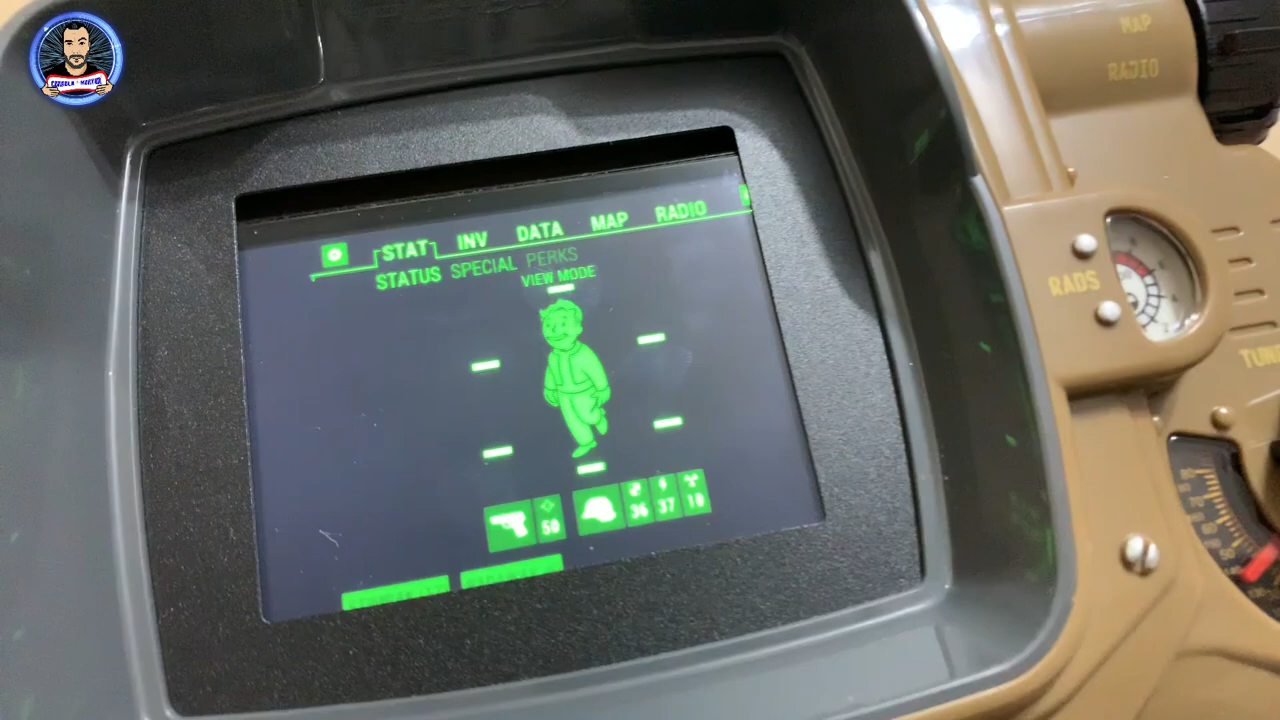 MAP
RADIO
STAT INV DATA MAP RADIO
STATUS SPECIAL PERKS
VIEW MODE
RADS
50
36 37 10